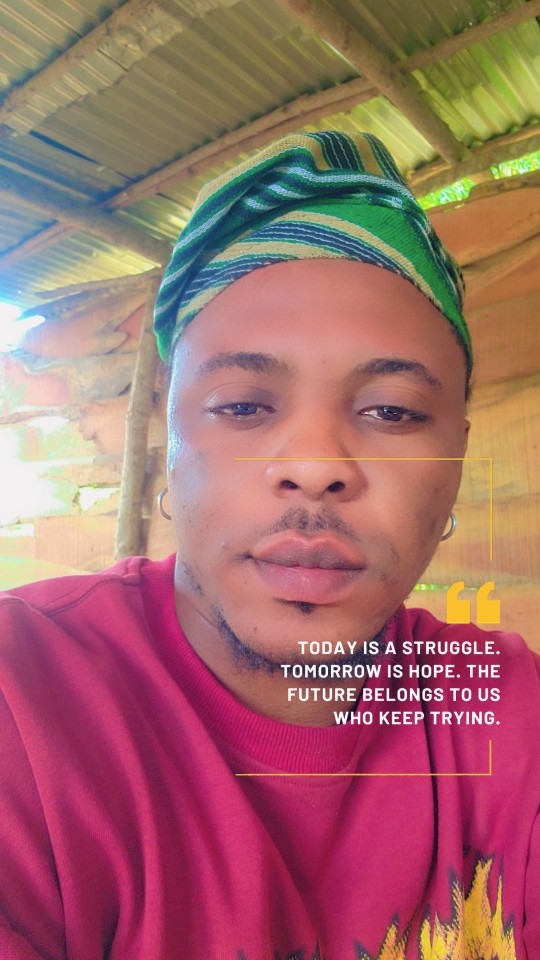 TODAY IS A STRUGGLE.
TOMORROW IS HOPE. THE
FUTURE BELONGS TO US
WHO KEEP TRYING.